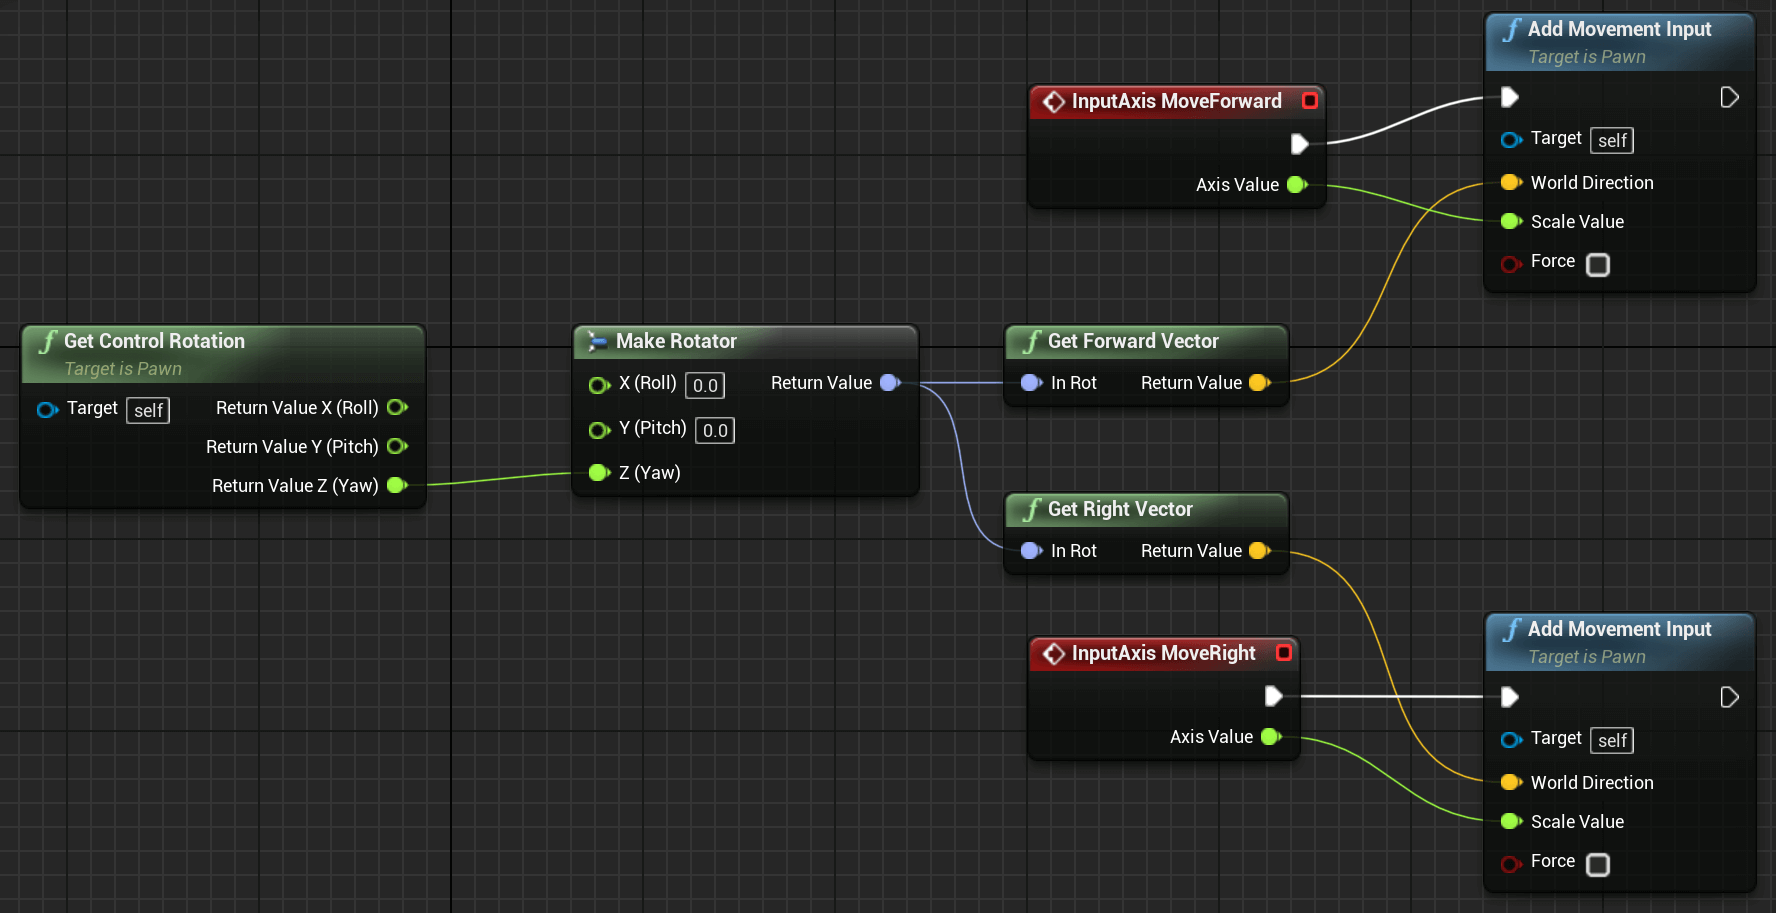 Add Movement Input
Target is Pawn
Target self
World Direction
Scale Value
Force
InputAxis MoveForward
Axis Value
Get Control Rotation
Target is Pawn
Target self Return Value X (Roll)
Return Value Y (Pitch)
Return Value Z (Yaw)
Make Rotator
X (Roll) 0.0 Return Value
Y (Pitch) 0.0
Z (Yaw)
Get Forward Vector
In Rot Return Value
Get Right Vector
In Rot Return Value
InputAxis MoveRight
Axis Value
Add Movement Input
Target is Pawn
Target self
World Direction
Scale Value
Force